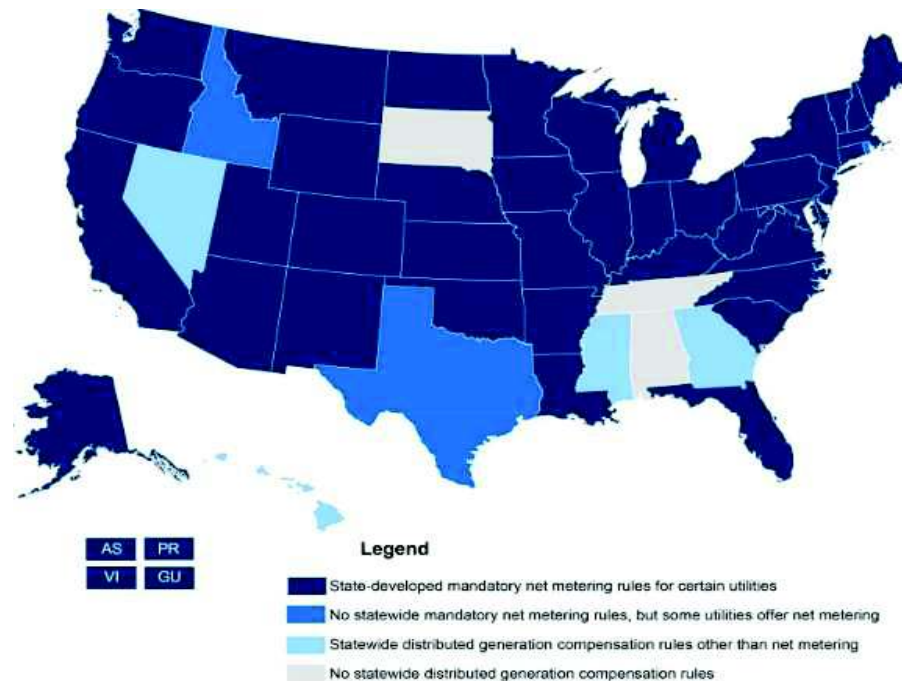 AS PR
VI GU
Legend
State-developed mandatory net metering rules for certain utilities
No statewide mandatory net metering rules, but some utilities offer net metering
Statewide distributed generation compensation rules other than net metering
No statewide distributed generation compensation rules